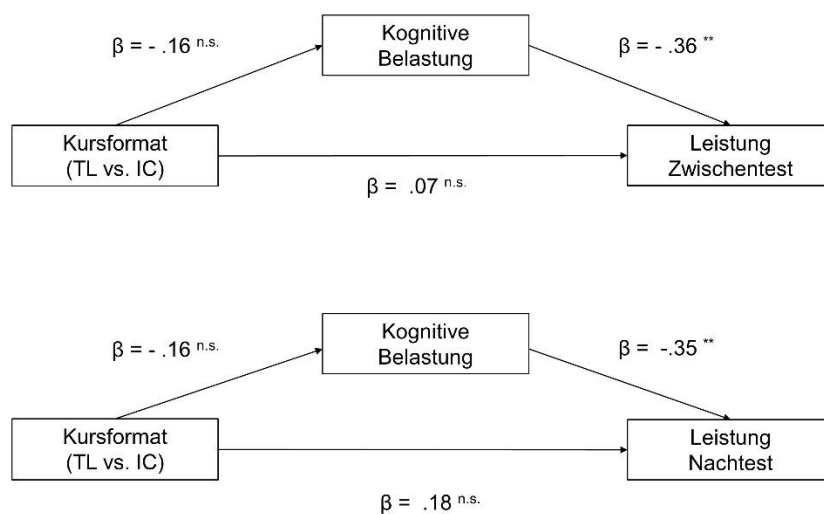 β = - .16 n.s.
Kognitive
Belastung
β = - .36 **
Kursformat
(TL vs. IC)
Leistung
Zwischentest
β = .07 n.s.
β = - .16 n.s.
Kognitive
Belastung
β = -.35 **
Kursformat
(TL vs. IC)
Leistung
Nachtest
β = .18 n.s.